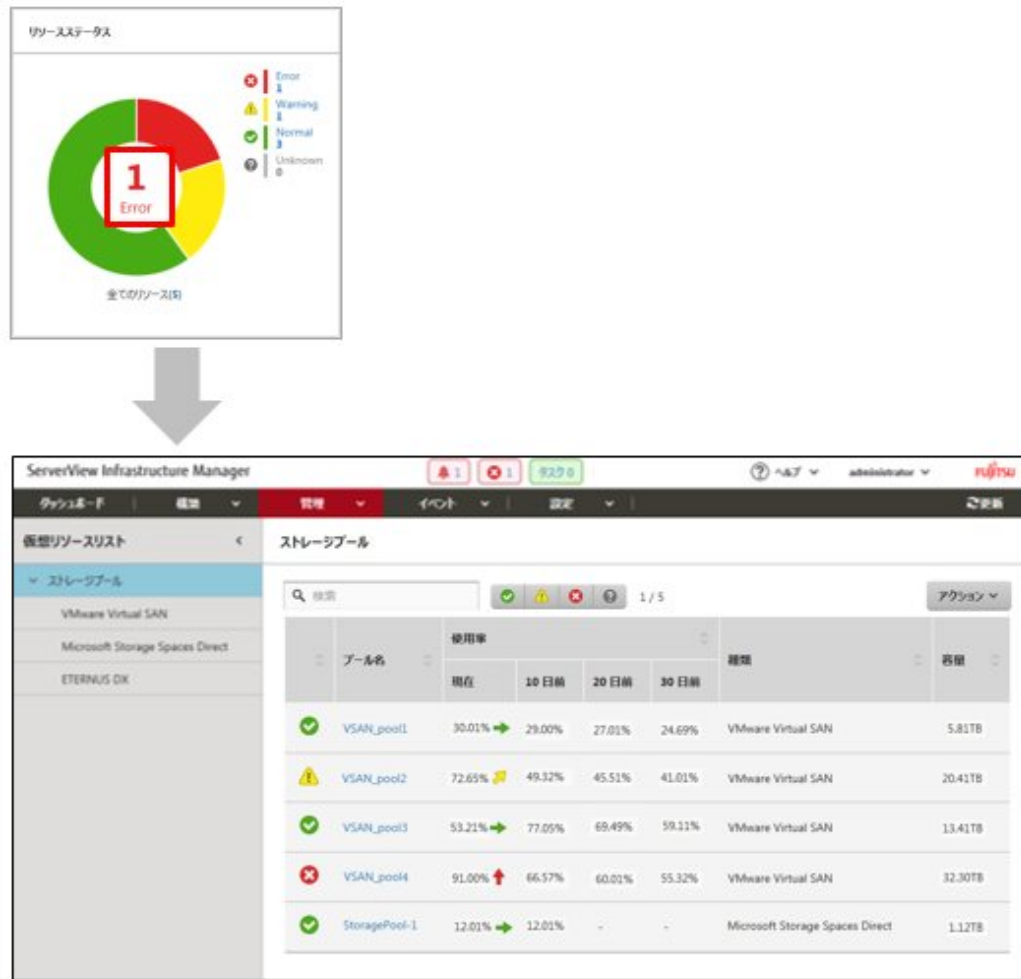 リソースステータス
Error
1
Warning
1
Normal
3
Unknown
0
1
Error
全てのリソース(5)
ServerView Infrastructure Manager 1 1 タスク 0 ヘルプ administrator FUJITSU
ダッシュボード 構築 管理 イベント 設定 更新
仮想リソースリスト
ストレージプール
VMware Virtual SAN
Microsoft Storage Spaces Direct
ETERNUS DX
ストレージプール
検索 1 / 5 アクション
プール名 使用率 種類 容量
現在 10 日前 20 日前 30 日前
VSAN_pool1 30.01% 29.00% 27.01% 24.69% VMware Virtual SAN 5.81TB
VSAN_pool2 72.65% 49.32% 45.51% 41.01% VMware Virtual SAN 20.41TB
VSAN_pool3 53.21% 77.05% 69.49% 59.11% VMware Virtual SAN 13.41TB
VSAN_pool4 91.00% 66.57% 60.01% 55.32% VMware Virtual SAN 32.30TB
StoragePool-1 12.01% 12.01% - - Microsoft Storage Spaces Direct 1.12TB